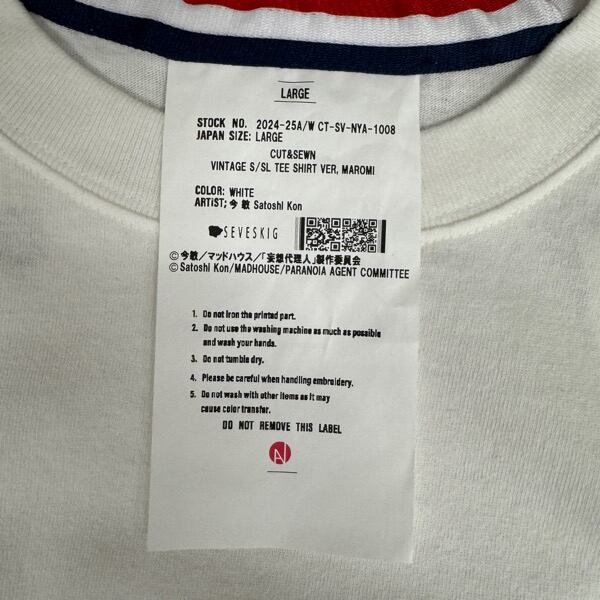 LARGE
STOCK NO. 2024-25A/W CT-SV-NYA-1008
JAPAN SIZE: LARGE
CUT&SEWN
VINTAGE S/SL TEE SHIRT VER, MAROMI
COLOR: WHITE
ARTIST; 今 敏 Satoshi Kon
SEVESKIG
©今敏／マッドハウス／「妄想代理人」製作委員会
©Satoshi Kon/MADHOUSE/PARANOIA AGENT COMMITTEE
1. Do not iron the printed part.
2. Do not use the washing machine as much as possible
and wash your hands.
3. Do not tumble dry.
4. Please be careful when handling embroidery.
5. Do not wash with other items as it may
cause color transfer.
DO NOT REMOVE THIS LABEL